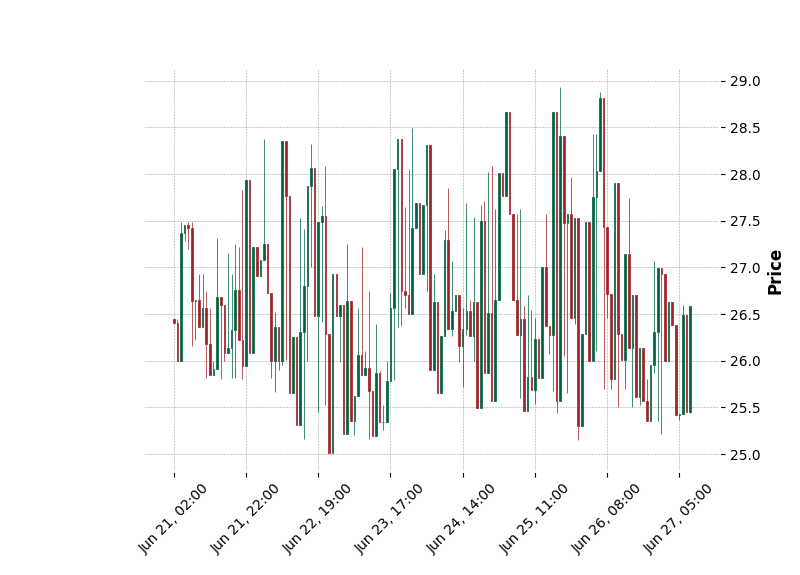 29.0
28.5
28.0
27.5
27.0
26.5
26.0
25.5
25.0
Price
Jun 21, 02:00
Jun 21, 22:00
Jun 22, 19:00
Jun 23, 17:00
Jun 24, 14:00
Jun 25, 11:00
Jun 26, 08:00
Jun 27, 05:00